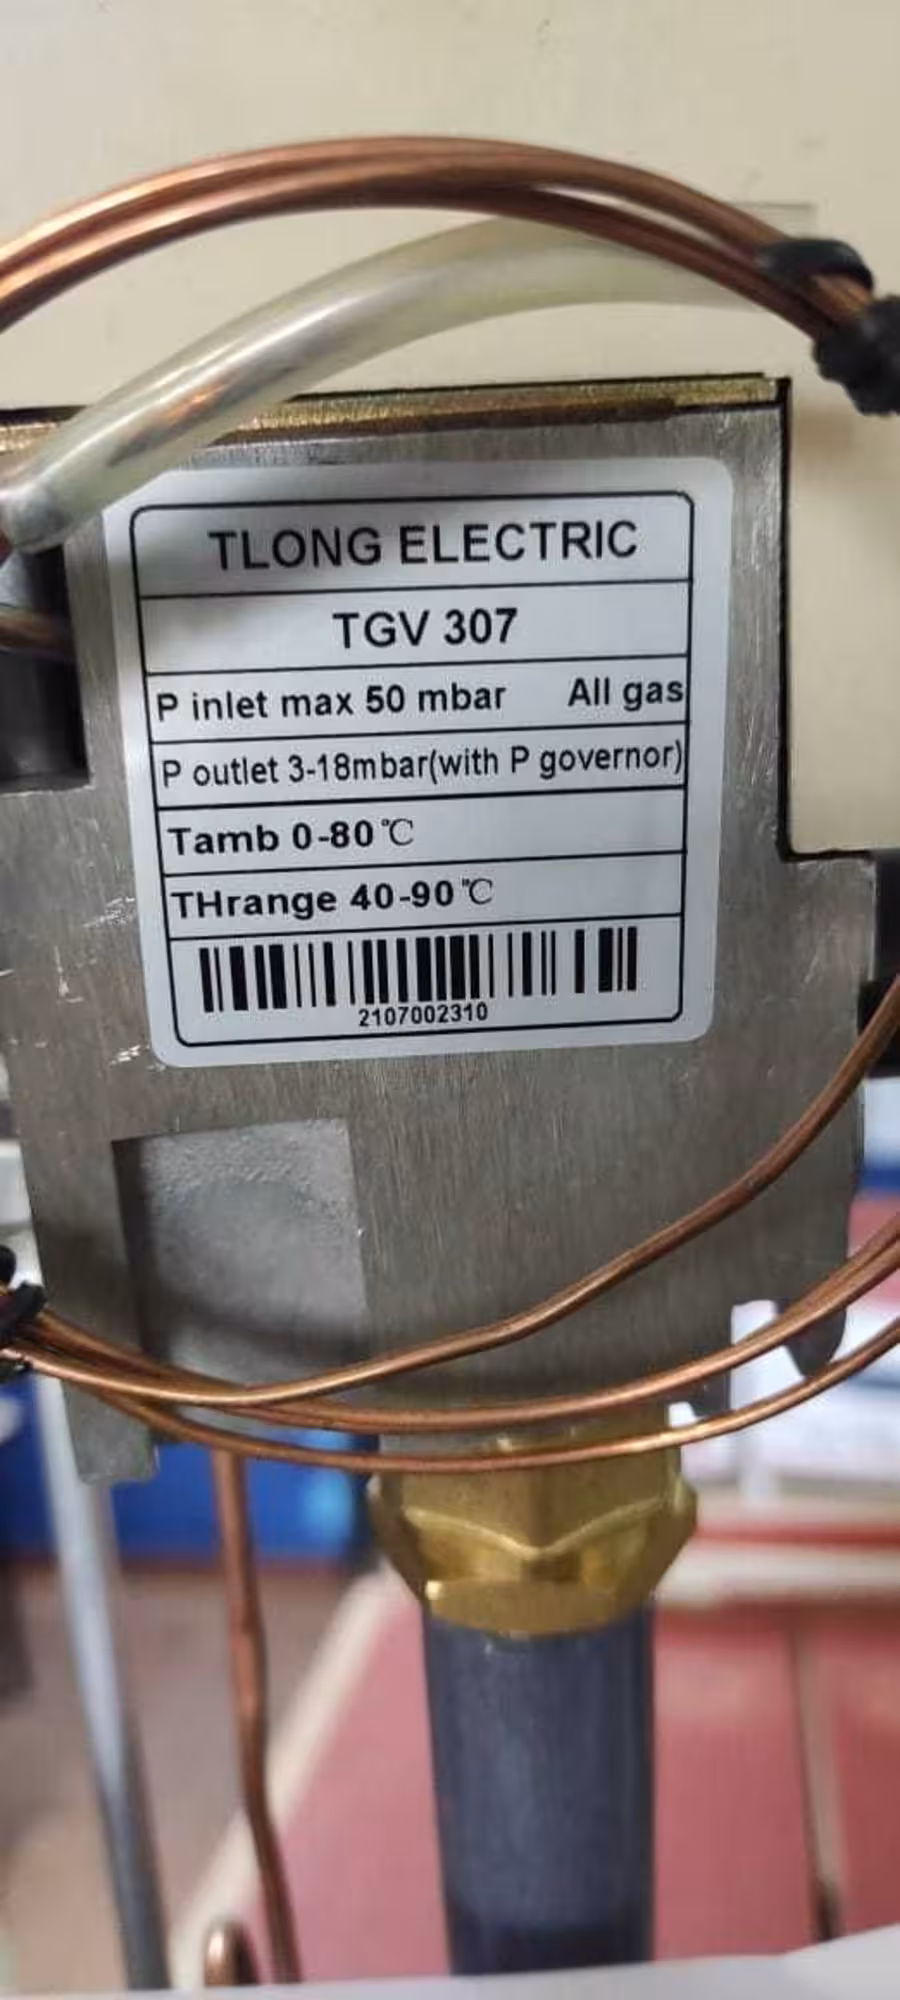 TLONG ELECTRIC
TGV 307
P inlet max 50 mbar All gas
P outlet 3-18mbar(with P governor)
Tamb 0-80℃
THrange 40-90℃
2107002310